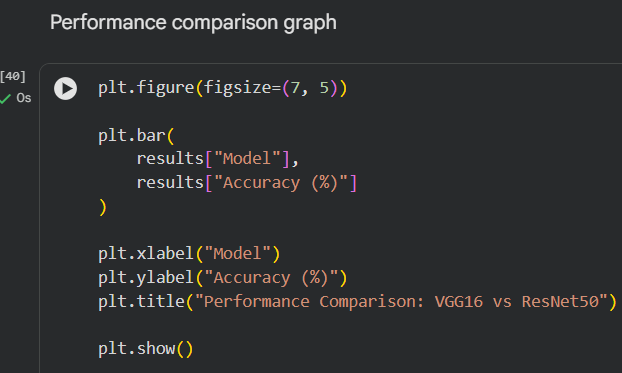 Performance comparison graph
[40]
0s
plt.figure(figsize=(7, 5))
plt.bar(
results["Model"],
results["Accuracy (%)"]
)
plt.xlabel("Model")
plt.ylabel("Accuracy (%)")
plt.title("Performance Comparison: VGG16 vs ResNet50")
plt.show()